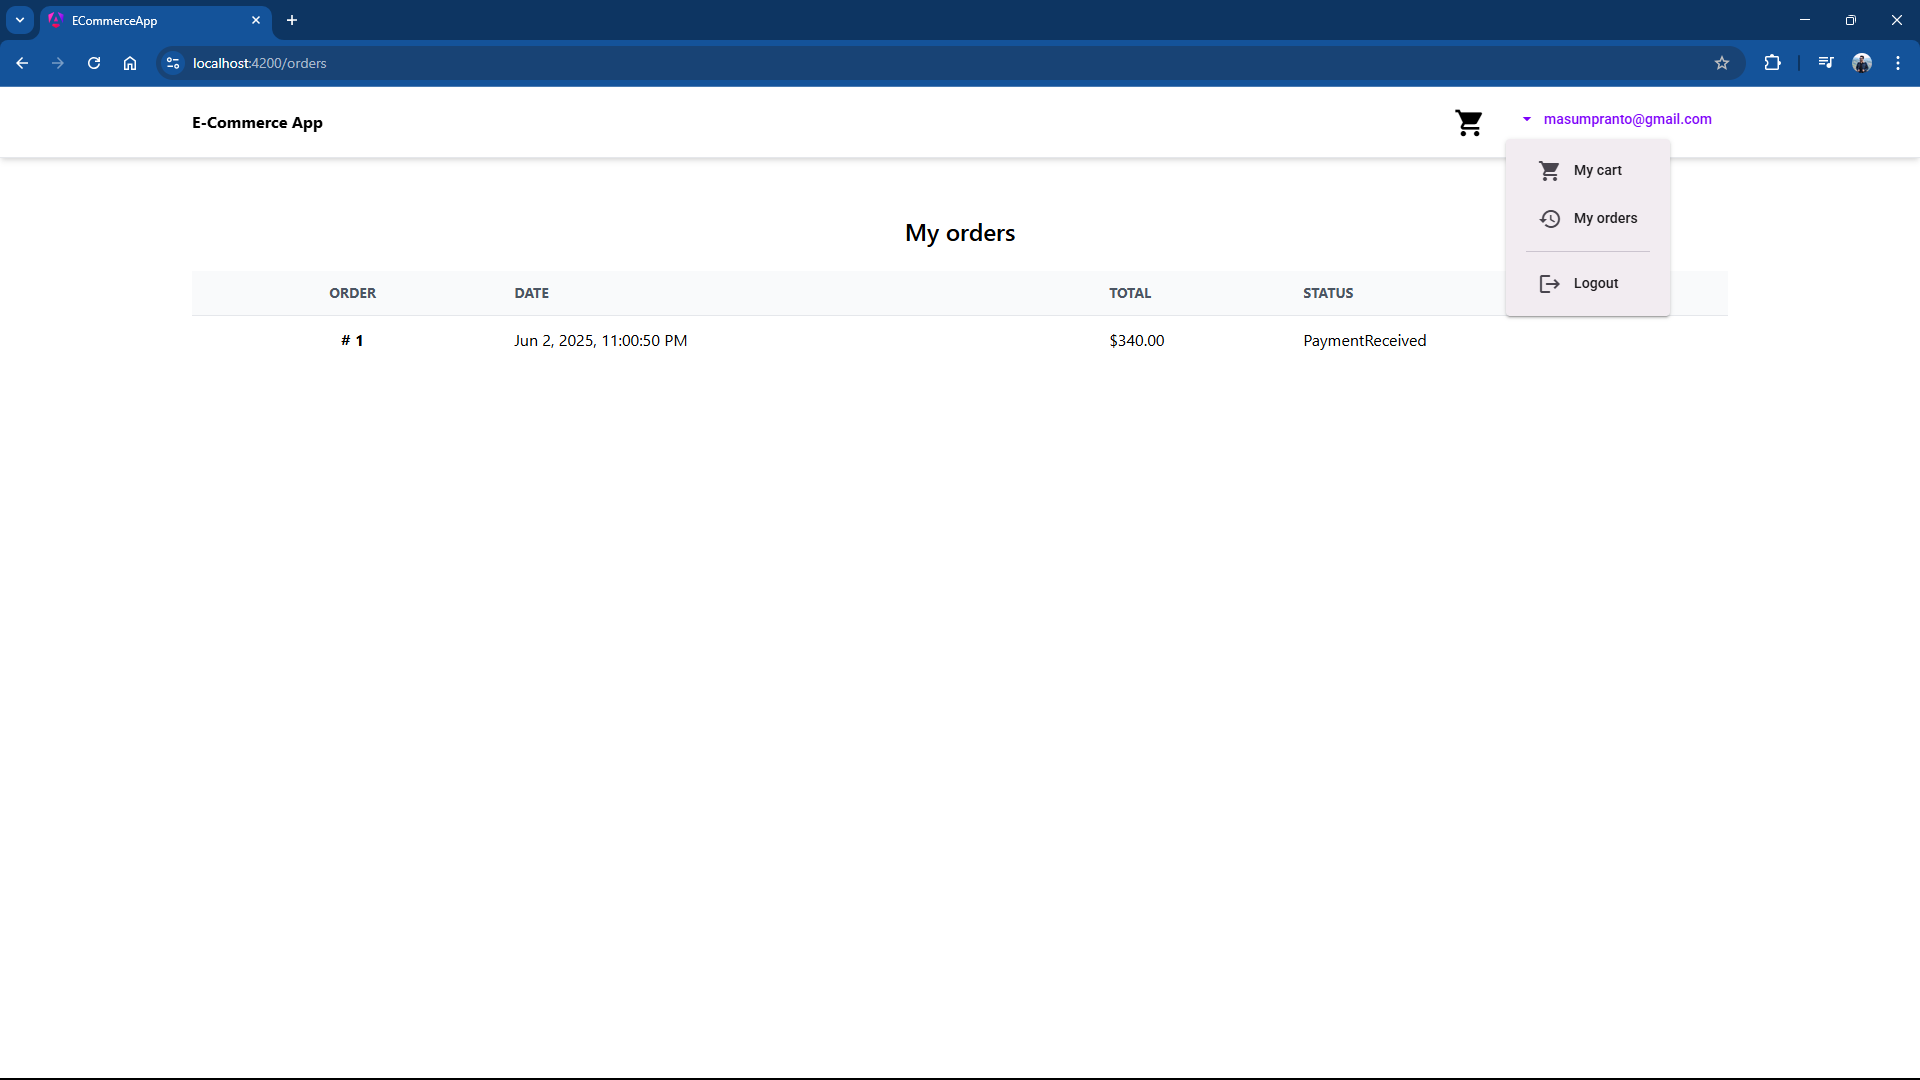 ECommerceApp
localhost:4200/orders
E-Commerce App
masumpranto@gmail.com
My cart
My orders
Logout
My orders
ORDER DATE TOTAL STATUS
# 1 Jun 2, 2025, 11:00:50 PM $340.00 PaymentReceived